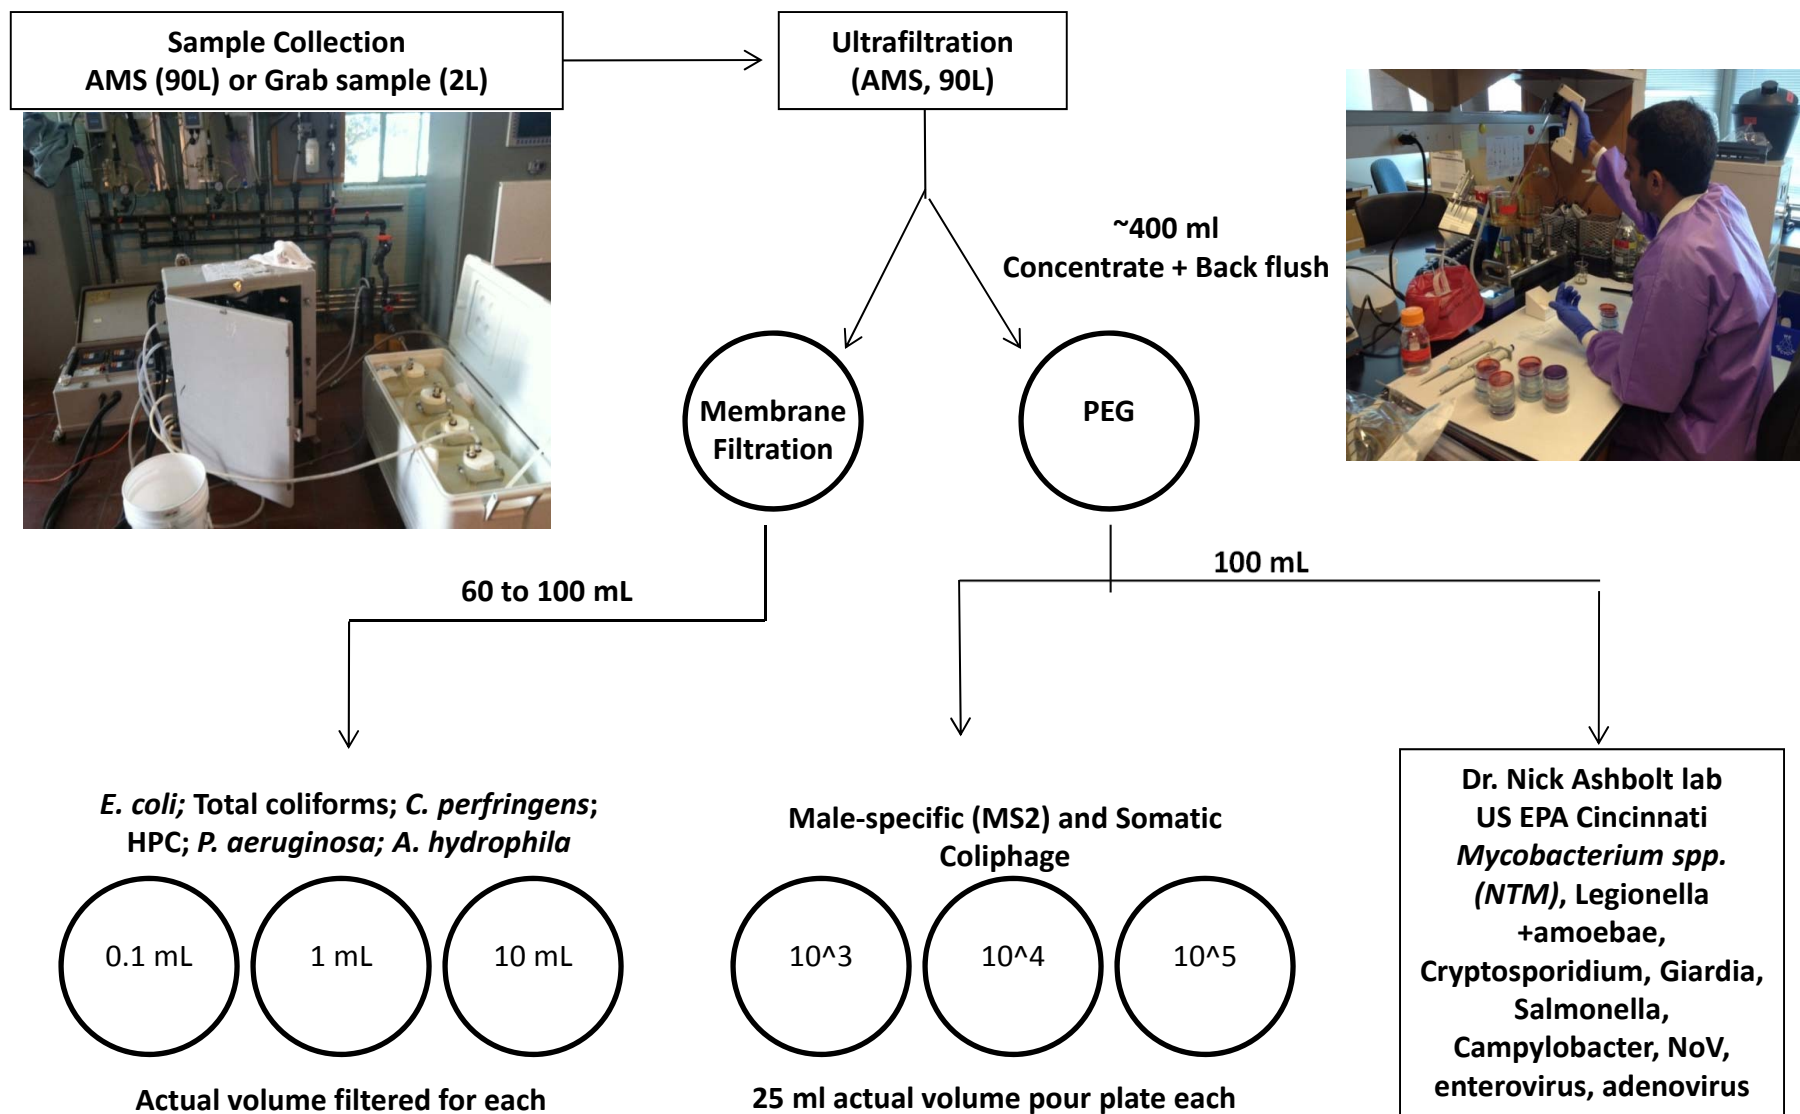 Sample Collection
AMS (90L) or Grab sample (2L)
Ultrafiltration
(AMS, 90L)
~400 ml
Concentrate + Back flush
Membrane
Filtration
PEG
60 to 100 mL
100 mL
E. coli; Total coliforms; C. perfringens;
HPC; P. aeruginosa; A. hydrophila
0.1 mL
1 mL
10 mL
Actual volume filtered for each
Male-specific (MS2) and Somatic
Coliphage
10^3
10^4
10^5
25 ml actual volume pour plate each
Dr. Nick Ashbolt lab
US EPA Cincinnati
Mycobacterium spp.
(NTM), Legionella
+amoebae,
Cryptosporidium, Giardia,
Salmonella,
Campylobacter, NoV,
enterovirus, adenovirus